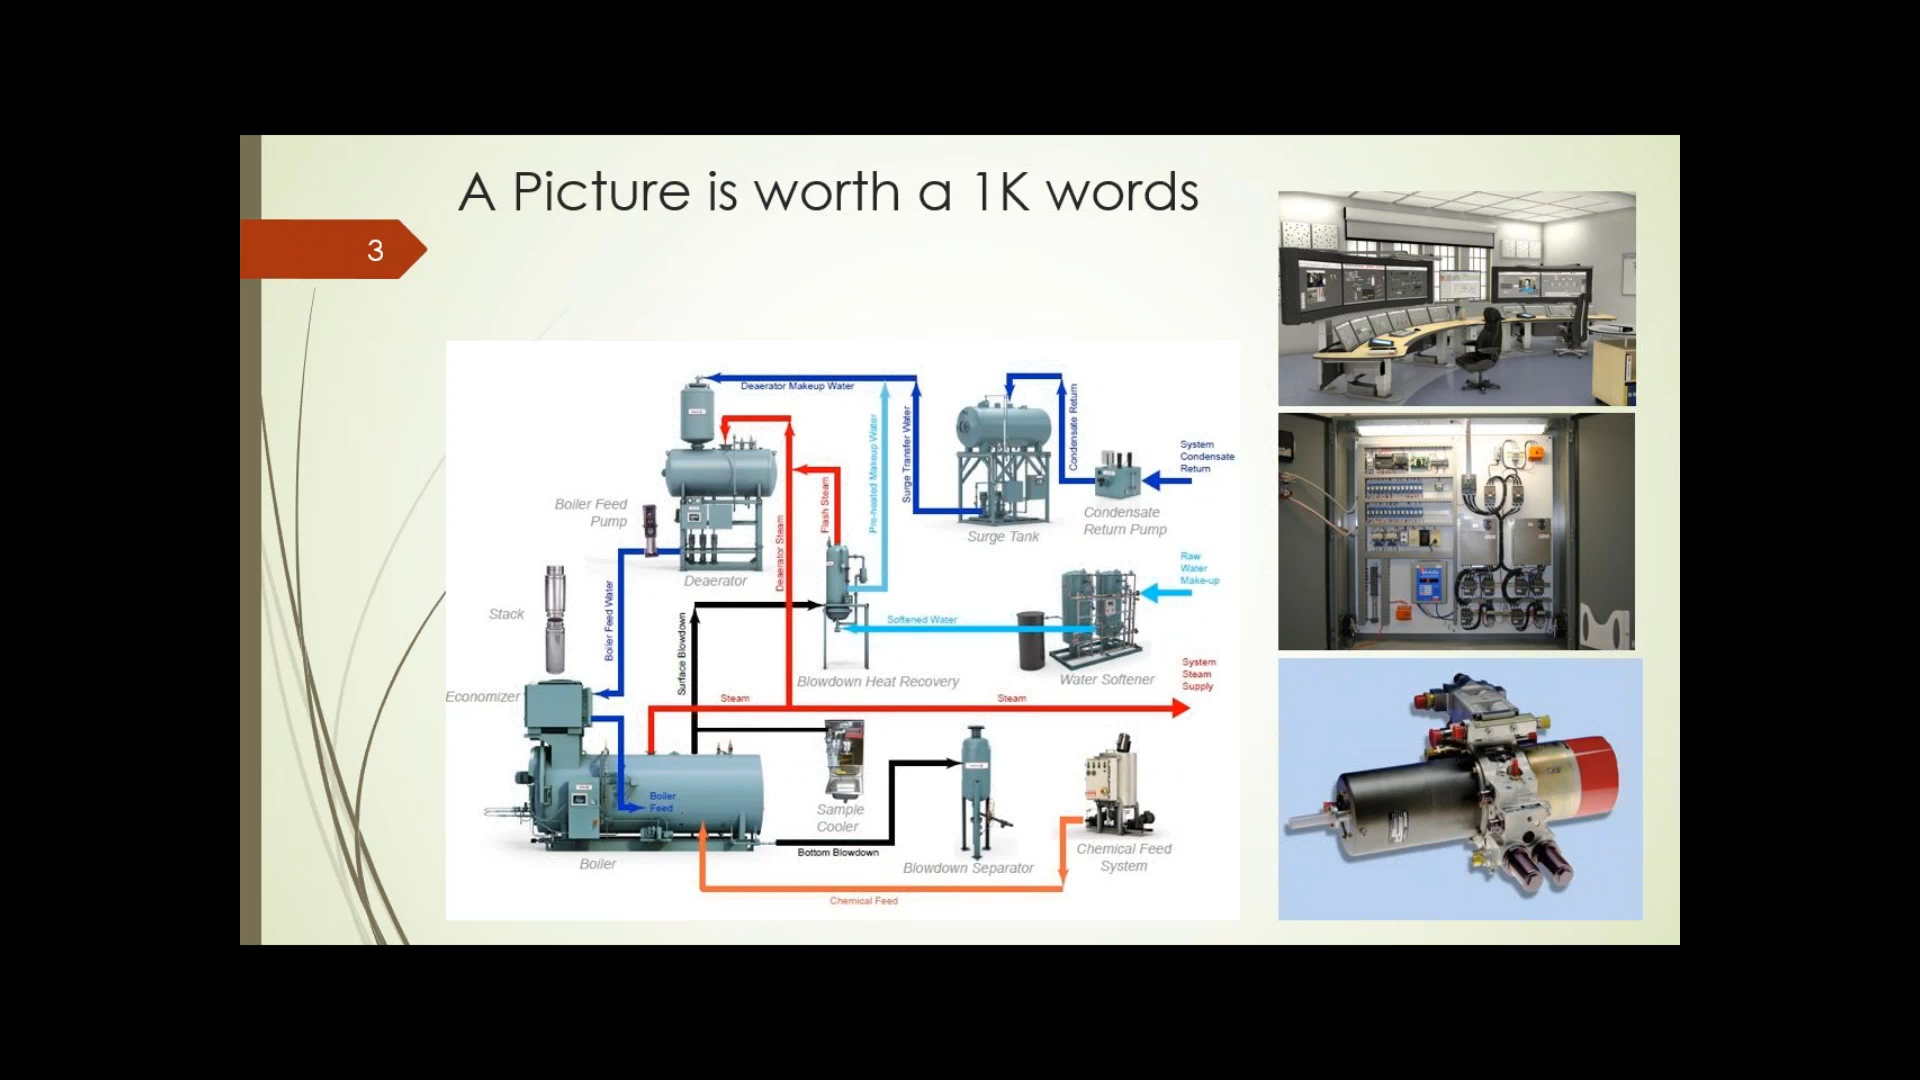 A Picture is worth a 1K words
3
Deaerator Makeup Water
Surge Transfer Water
Pre-heated Makeup Water
Condensate Return
System
Condensate
Return
Condensate
Return Pump
Surge Tank
Boiler Feed
Pump
Deaerator
Deaerator Steam
Flash Steam
Raw
Water
Make-up
Softened Water
Water Softener
Blowdown Heat Recovery
Stack
Boiler Feed Water
Surface Blowdown
Economizer
Steam
Steam
System
Steam
Supply
Boiler
Feed
Boiler
Sample
Cooler
Bottom Blowdown
Blowdown Separator
Chemical Feed
System
Chemical Feed